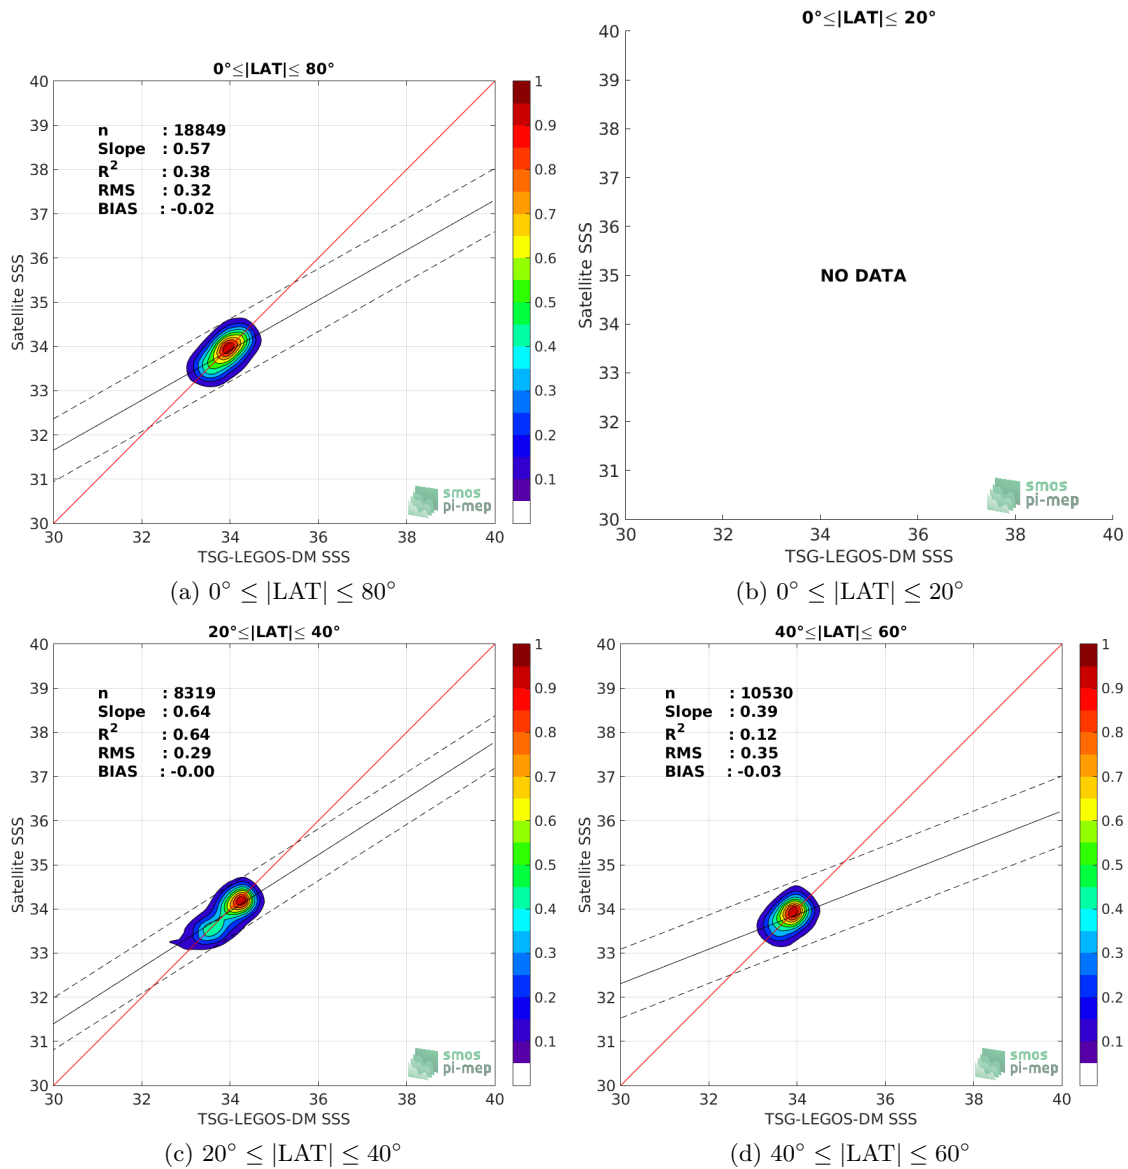 0°≤|LAT|≤ 80°
n : 18849
Slope : 0.57
R² : 0.38
RMS : 0.32
BIAS : -0.02
40
39
38
37
36
35
34
33
32
31
30
30 32 34 36 38 40
Satellite SSS
TSG-LEGOS-DM SSS
1
0.9
0.8
0.7
0.6
0.5
0.4
0.3
0.2
0.1
smos
pi-mep
(a) 0° ≤ |LAT| ≤ 80°
0°≤|LAT|≤ 20°
40
39
38
37
36
35
34
33
32
31
30
30 32 34 36 38 40
Satellite SSS
NO DATA
TSG-LEGOS-DM SSS
smos
pi-mep
(b) 0° ≤ |LAT| ≤ 20°
20°≤|LAT|≤ 40°
n : 8319
Slope : 0.64
R² : 0.64
RMS : 0.29
BIAS : -0.00
40
39
38
37
36
35
34
33
32
31
30
30 32 34 36 38 40
Satellite SSS
TSG-LEGOS-DM SSS
1
0.9
0.8
0.7
0.6
0.5
0.4
0.3
0.2
0.1
smos
pi-mep
(c) 20° ≤ |LAT| ≤ 40°
40°≤|LAT|≤ 60°
n : 10530
Slope : 0.39
R² : 0.12
RMS : 0.35
BIAS : -0.03
40
39
38
37
36
35
34
33
32
31
30
30 32 34 36 38 40
Satellite SSS
TSG-LEGOS-DM SSS
1
0.9
0.8
0.7
0.6
0.5
0.4
0.3
0.2
0.1
smos
pi-mep
(d) 40° ≤ |LAT| ≤ 60°